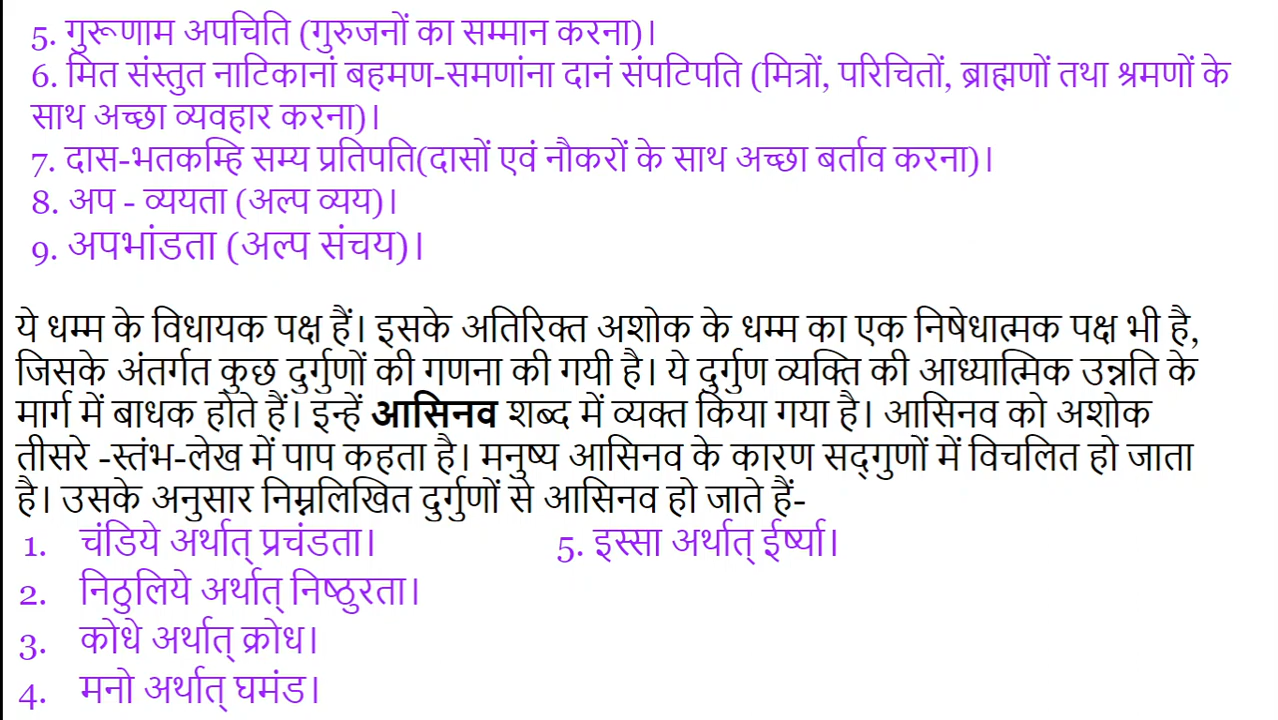 5. गुरूणाम अपचिति (गुरुजनों का सम्मान करना)।
6. मित संस्तुत नाटिकानां बहमण-समणांना दानं संपटिपति (मित्रों, परिचितों, ब्राह्मणों तथा श्रमणों के
साथ अच्छा व्यवहार करना)।
7. दास-भतकम्हि सम्य प्रतिपति(दासों एवं नौकरों के साथ अच्छा बर्ताव करना)।
8. अप - व्ययता (अल्प व्यय)।
9. अपभांडता (अल्प संचय)।
ये धम्म के विधायक पक्ष हैं। इसके अतिरिक्त अशोक के धम्म का एक निषेधात्मक पक्ष भी है,
जिसके अंतर्गत कुछ दुर्गुणों की गणना की गयी है। ये दुर्गुण व्यक्ति की आध्यात्मिक उन्नति के
मार्ग में बाधक होते हैं। इन्हें आसिनव शब्द में व्यक्त किया गया है। आसिनव को अशोक
तीसरे -स्तंभ-लेख में पाप कहता है। मनुष्य आसिनव के कारण सद्गुणों में विचलित हो जाता
है। उसके अनुसार निम्नलिखित दुर्गुणों से आसिनव हो जाते हैं-
1. चंडिये अर्थात् प्रचंडता।
2. निठुलिये अर्थात् निष्ठुरता।
3. कोधे अर्थात् क्रोध।
4. मनो अर्थात् घमंड।
5. इस्सा अर्थात् ईर्ष्या।